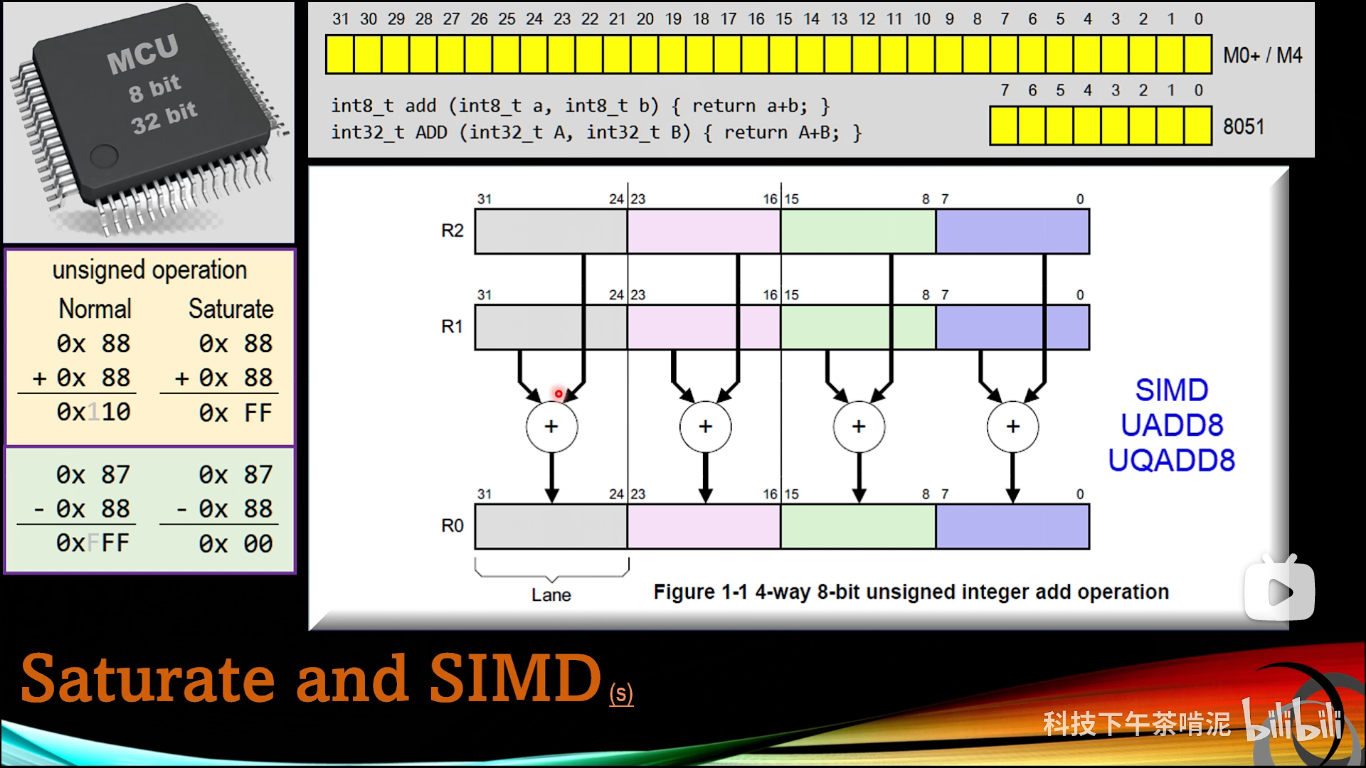 MCU
8 bit
32 bit
31 30 29 28 27 26 25 24 23 22 21 20 19 18 17 16 15 14 13 12 11 10 9 8 7 6 5 4 3 2 1 0
M0+ / M4
int8_t add (int8_t a, int8_t b) { return a+b; }
int32_t ADD (int32_t A, int32_t B) { return A+B; }
7 6 5 4 3 2 1 0
8051
unsigned operation
Normal Saturate
0x 88 0x 88
+ 0x 88 + 0x 88
0x110 0x FF
0x 87 0x 87
- 0x 88 - 0x 88
0xFFF 0x 00
31 24 23 16 15 8 7 0
R2
31 24 23 16 15 8 7 0
R1
+ + + +
31 24 23 16 15 8 7 0
R0
Lane
SIMD
UADD8
UQADD8
Figure 1-1 4-way 8-bit unsigned integer add operation
Saturate and SIMD (s)
科技下午茶啃泥 bilibili